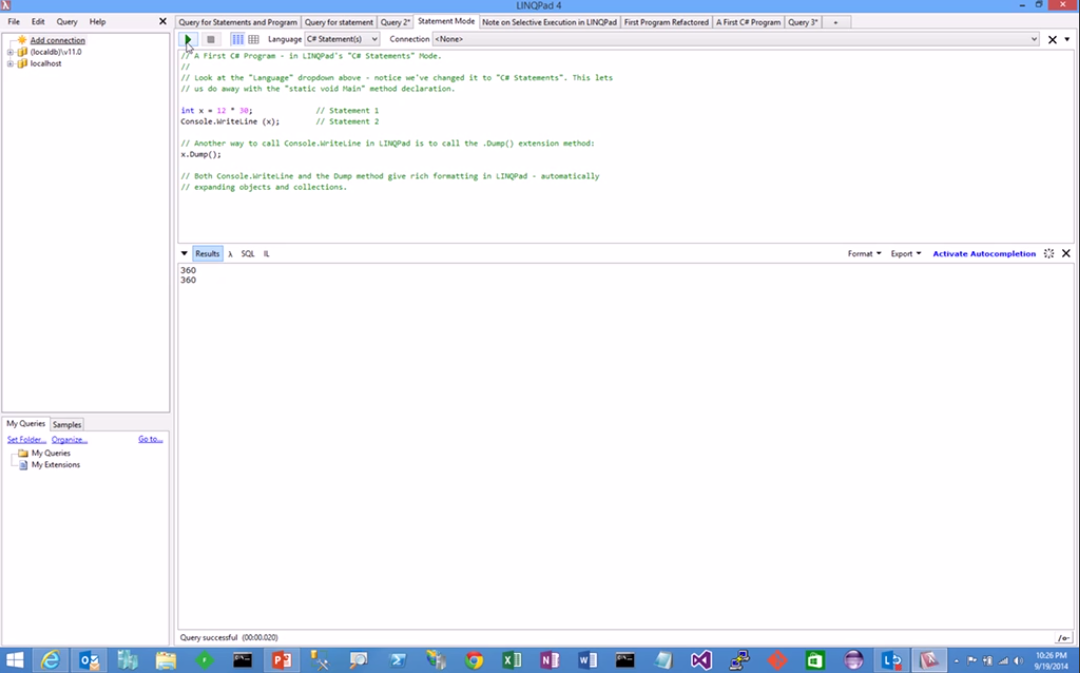 LINQPad 4
File Edit Query Help
Query for Statements and Program Query for statement Query 2* Statement Mode Note on Selective Execution in LINQPad First Program Refactored A First C# Program Query 3* +
Language C# Statement(s) Connection <None>
Add connection
(localdb)\v11.0
localhost
// A First C# Program - in LINQPad's "C# Statements" Mode.
//
// Look at the "Language" dropdown above - notice we've changed it to "C# Statements". This lets
// us do away with the "static void Main" method declaration.
int x = 12 * 30; // Statement 1
Console.WriteLine (x); // Statement 2
// Another way to call Console.WriteLine in LINQPad is to call the .Dump() extension method:
x.Dump();
// Both Console.WriteLine and the Dump method give rich formatting in LINQPad - automatically
// expanding objects and collections.
Results λ SQL IL Format Export Activate Autocompletion
360
360
My Queries Samples
Set Folder... Organize... Go to...
My Queries
My Extensions
Query successful (00:00.020)
/o-
10:26 PM
9/19/2014